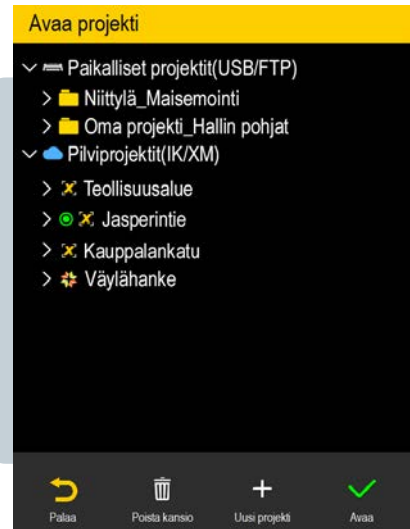 Avaa projekti
Paikalliset projektit(USB/FTP)
Niittylä_Maisemointi
Oma projekti_Hallin pohjat
Pilviprojektit(IK/XM)
Teollisuusalue
Jasperintie
Kauppalankatu
Väylähanke
Palaa Poista kansio Uusi projekti Avaa